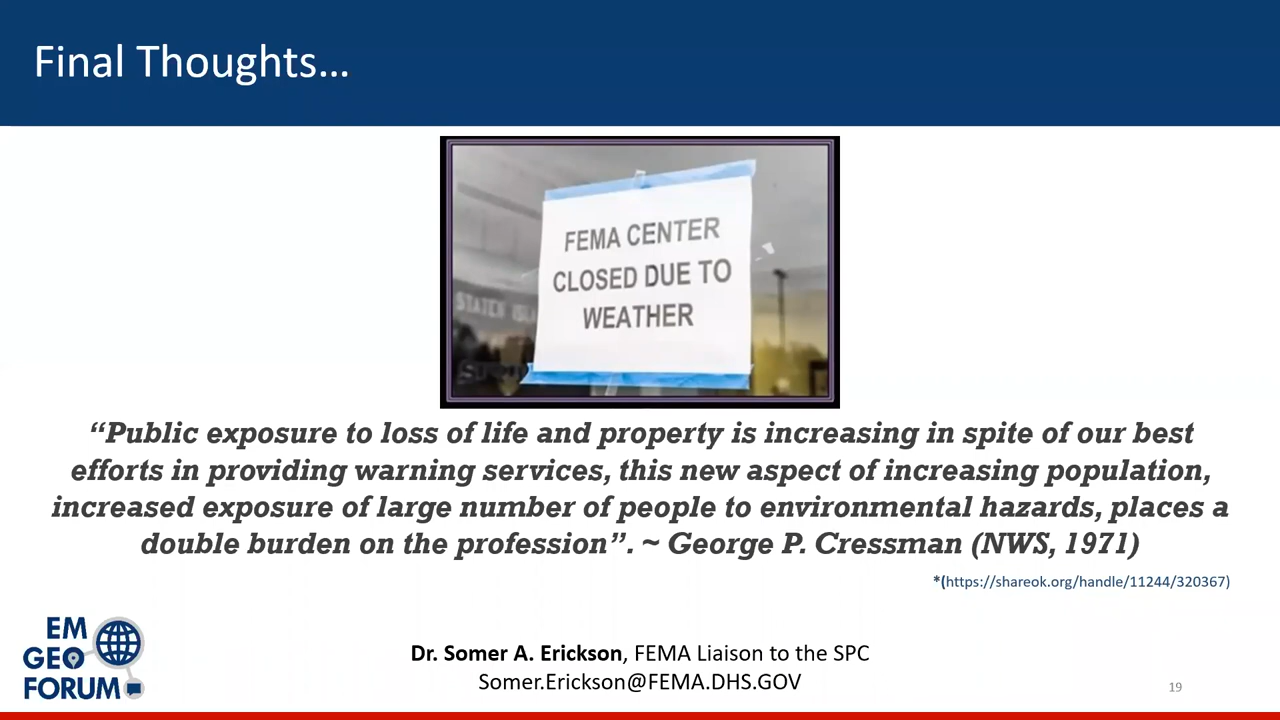 Final Thoughts...
FEMA CENTER
CLOSED DUE TO
WEATHER
“Public exposure to loss of life and property is increasing in spite of our best
efforts in providing warning services, this new aspect of increasing population,
increased exposure of large number of people to environmental hazards, places a
double burden on the profession”. ~ George P. Cressman (NWS, 1971)
*(https://shareok.org/handle/11244/320367)
EM
GEO
FORUM
Dr. Somer A. Erickson, FEMA Liaison to the SPC
Somer.Erickson@FEMA.DHS.GOV
19